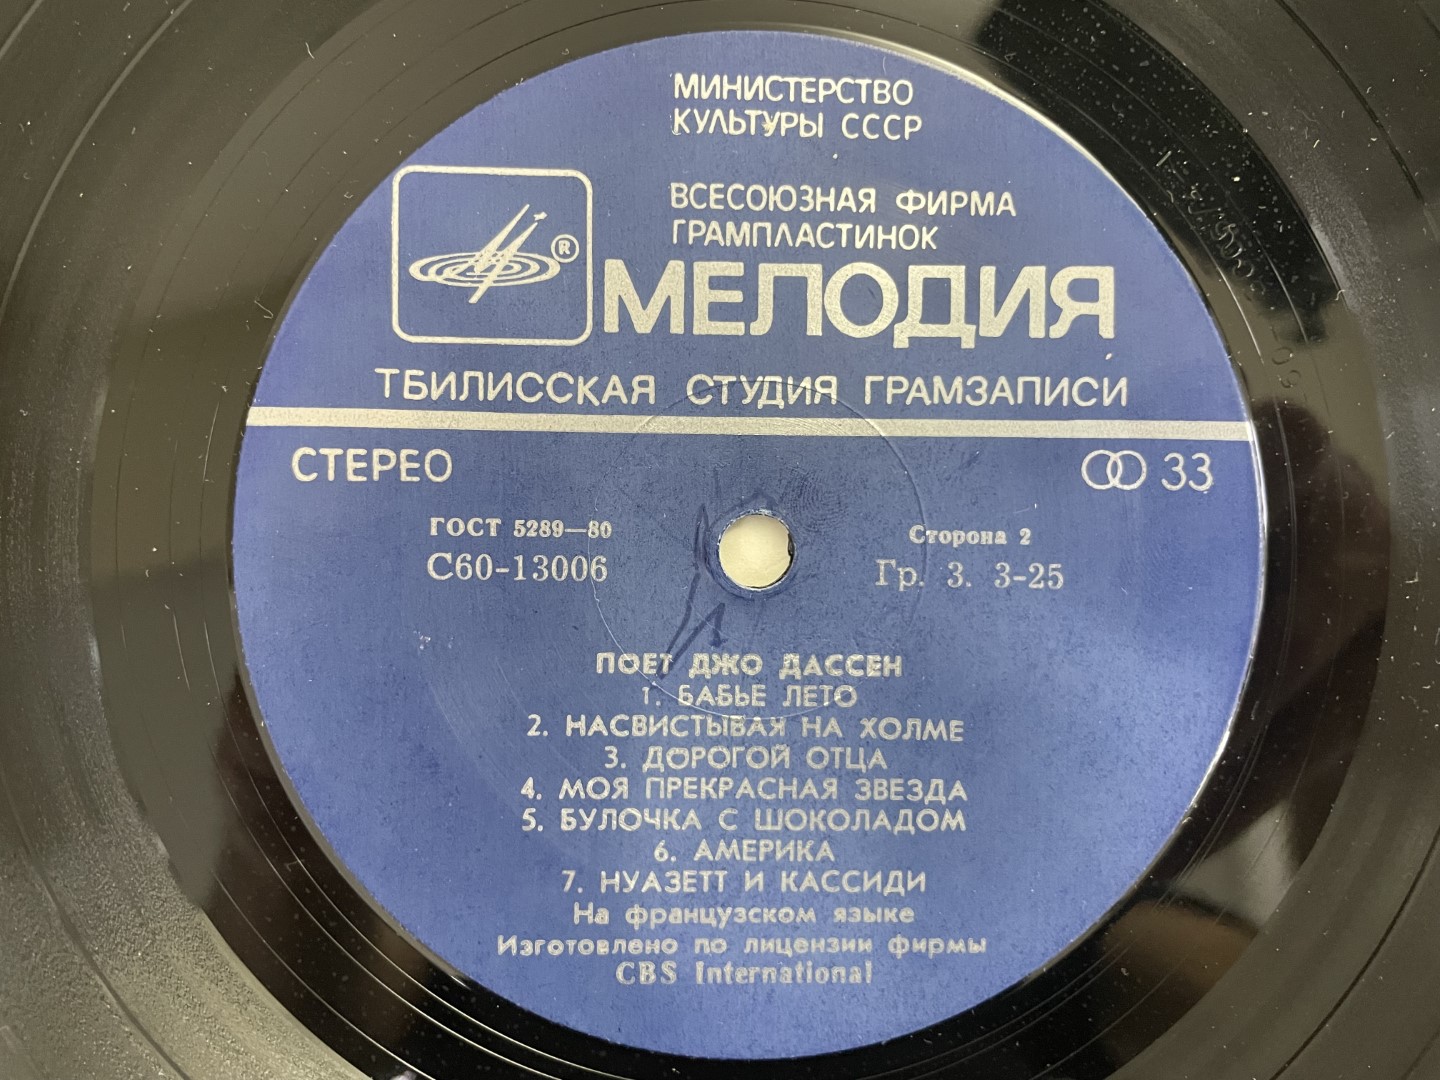 МИНИСТЕРСТВО
КУЛЬТУРЫ СССР
ВСЕСОЮЗНАЯ ФИРМА
ГРАМПЛАСТИНОК
®
МЕЛОДИЯ
ТБИЛИССКАЯ СТУДИЯ ГРАМЗАПИСИ
СТЕРЕО
33
ГОСТ 5289—80
Сторона 2
С60-13006
Гр. 3. 3-25
ПОЕТ ДЖО ДАССЕН
1. БАБЬЕ ЛЕТО
2. НАСВИСТЫВАЯ НА ХОЛМЕ
3. ДОРОГОЙ ОТЦА
4. МОЯ ПРЕКРАСНАЯ ЗВЕЗДА
5. БУЛОЧКА С ШОКОЛАДОМ
6. АМЕРИКА
7. НУАЗЕТТ И КАССИДИ
На французском языке
Изготовлено по лицензии фирмы
CBS International